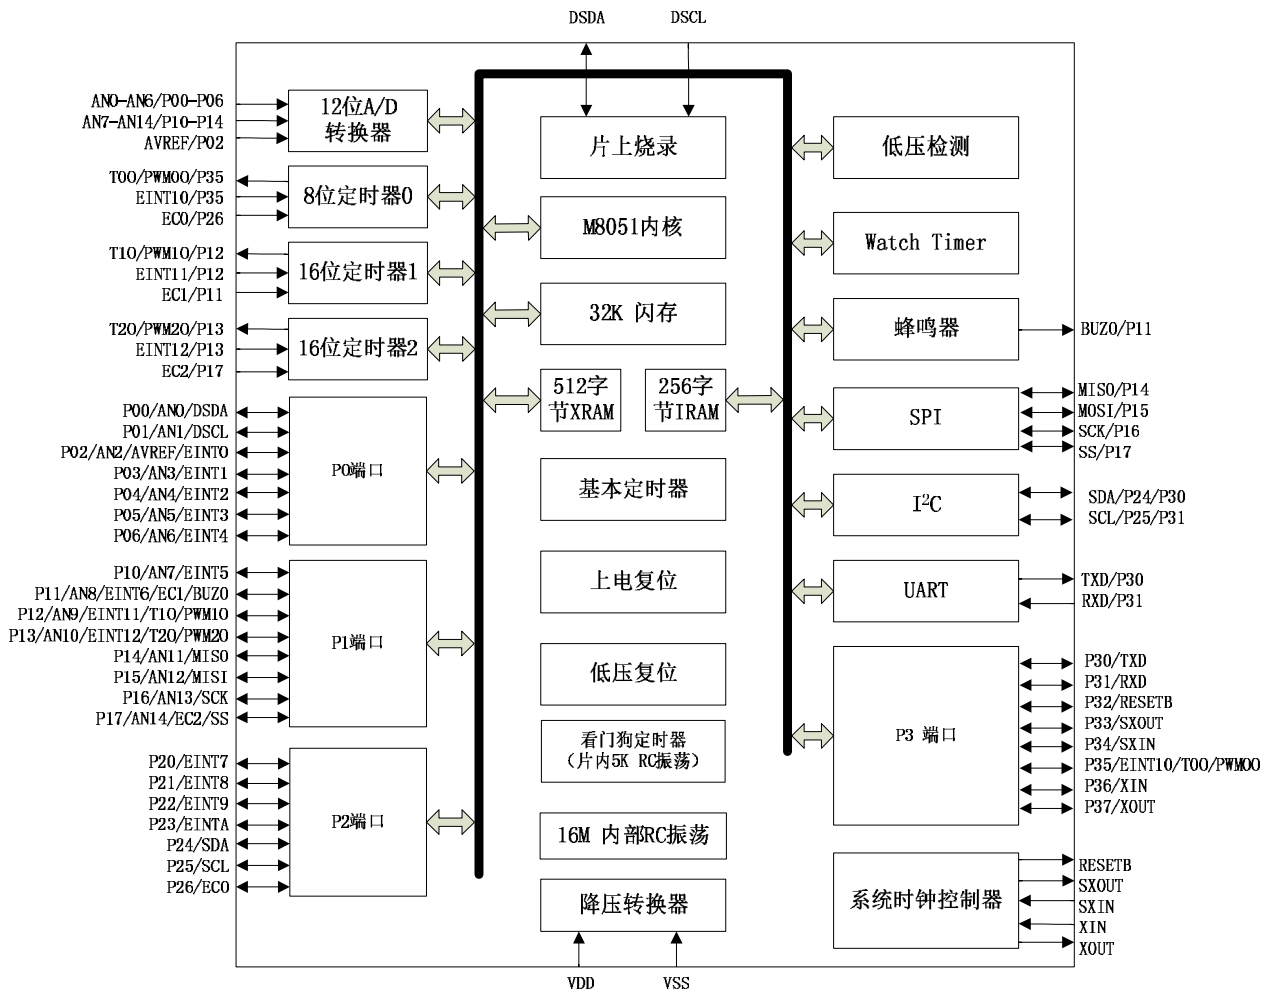 DSDA
DSCL
AN0-AN6/P00-P06
AN7-AN14/P10-P14
AVREF/P02
12位A/D
转换器
T00/PWM00/P35
EINT10/P35
EC0/P26
8位定时器0
T10/PWM10/P12
EINT11/P12
EC1/P11
16位定时器1
T20/PWM20/P13
EINT12/P13
EC2/P17
16位定时器2
P00/AN0/DSDA
P01/AN1/DSCL
P02/AN2/AVREF/EINT0
P03/AN3/EINT1
P04/AN4/EINT2
P05/AN5/EINT3
P06/AN6/EINT4
P0端口
P10/AN7/EINT5
P11/AN8/EINT6/EC1/BUZO
P12/AN9/EINT11/T10/PWM10
P13/AN10/EINT12/T20/PWM20
P14/AN11/MISO
P15/AN12/MISI
P16/AN13/SCK
P17/AN14/EC2/SS
P1端口
P20/EINT7
P21/EINT8
P22/EINT9
P23/EINTA
P24/SDA
P25/SCL
P26/EC0
P2端口
片上烧录
M8051内核
32K 闪存
512字
节XRAM
256字
节IRAM
基本定时器
上电复位
低压复位
看门狗定时器
（片内5K RC振荡）
16M 内部RC振荡
降压转换器
VDD
VSS
低压检测
Watch Timer
蜂鸣器
BUZO/P11
SPI
MISO/P14
MOSI/P15
SCK/P16
SS/P17
I²C
SDA/P24/P30
SCL/P25/P31
UART
TXD/P30
RXD/P31
P3 端口
P30/TXD
P31/RXD
P32/RESETB
P33/SXOUT
P34/SXIN
P35/EINT10/T00/PWM00
P36/XIN
P37/XOUT
系统时钟控制器
RESETB
SXOUT
SXIN
XIN
XOUT